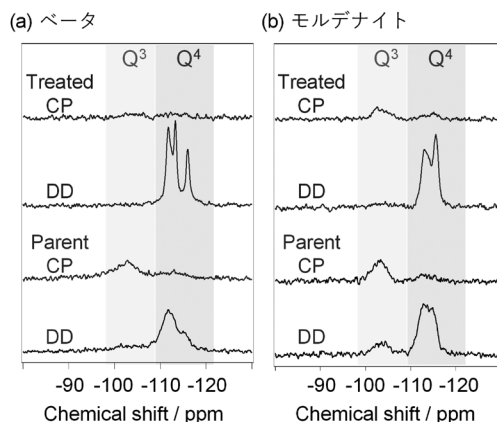 (a) ベータ
Q³ Q⁴
Treated
CP
DD
Parent
CP
DD
-90 -100 -110 -120
Chemical shift / ppm
(b) モルデナイト
Q³ Q⁴
Treated
CP
DD
Parent
CP
DD
-90 -100 -110 -120
Chemical shift / ppm